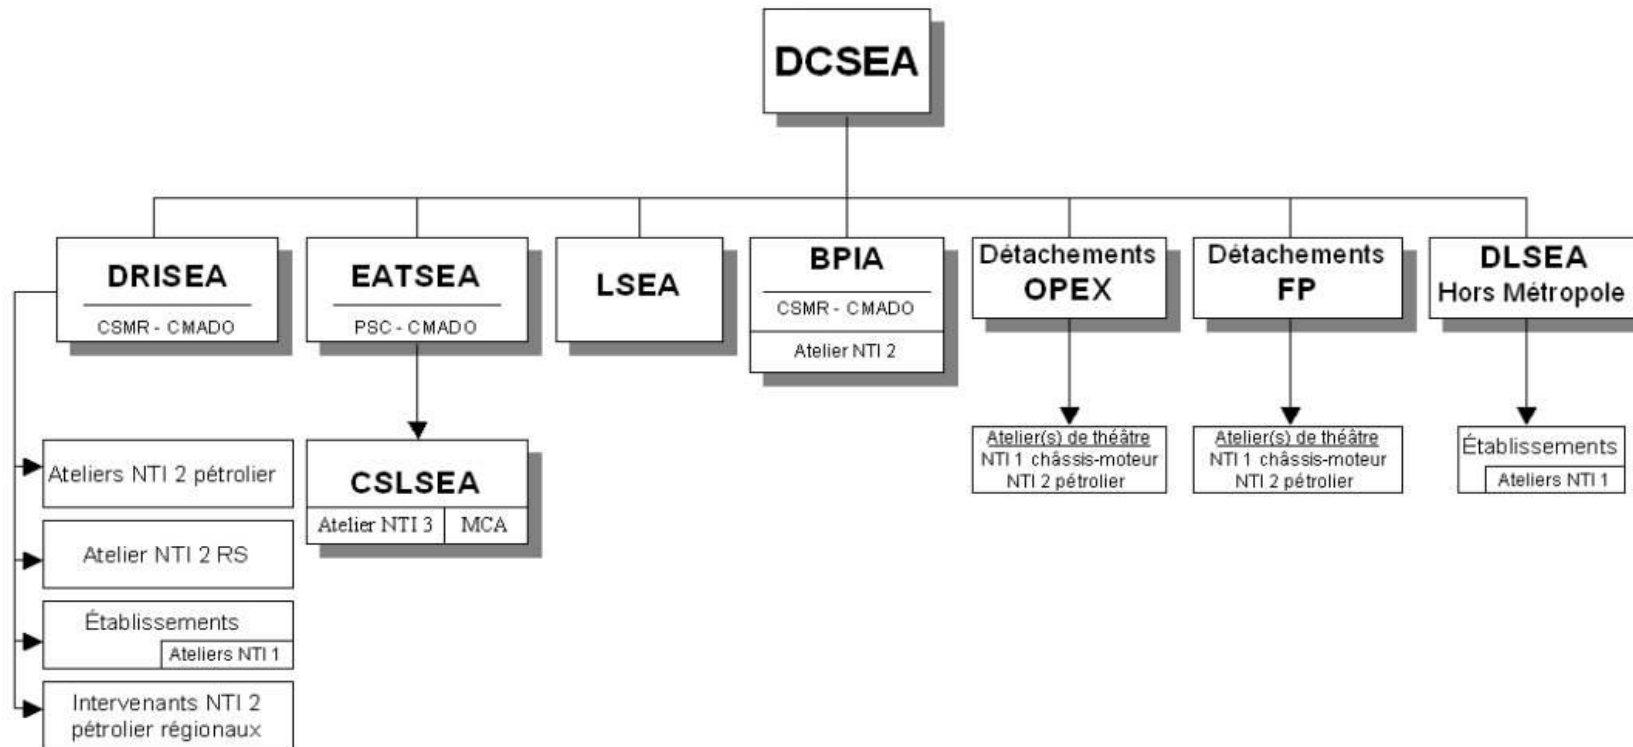 DCSEA
DRISEA
CSMR - CMADO
EATSEA
PSC - CMADO
LSEA
BPIA
CSMR - CMADO
Atelier NTI 2
Détachements
OPEX
Détachements
FP
DLSEA
Hors Métropole
Ateliers NTI 2 pétrolier
Atelier NTI 2 RS
Établissements
Ateliers NTI 1
Intervenants NTI 2
pétrolier régionaux
CSLSEA
Atelier NTI 3
MCA
Atelier(s) de théâtre
NTI 1 châssis-moteur
NTI 2 pétrolier
Atelier(s) de théâtre
NTI 1 châssis-moteur
NTI 2 pétrolier
Établissements
Ateliers NTI 1